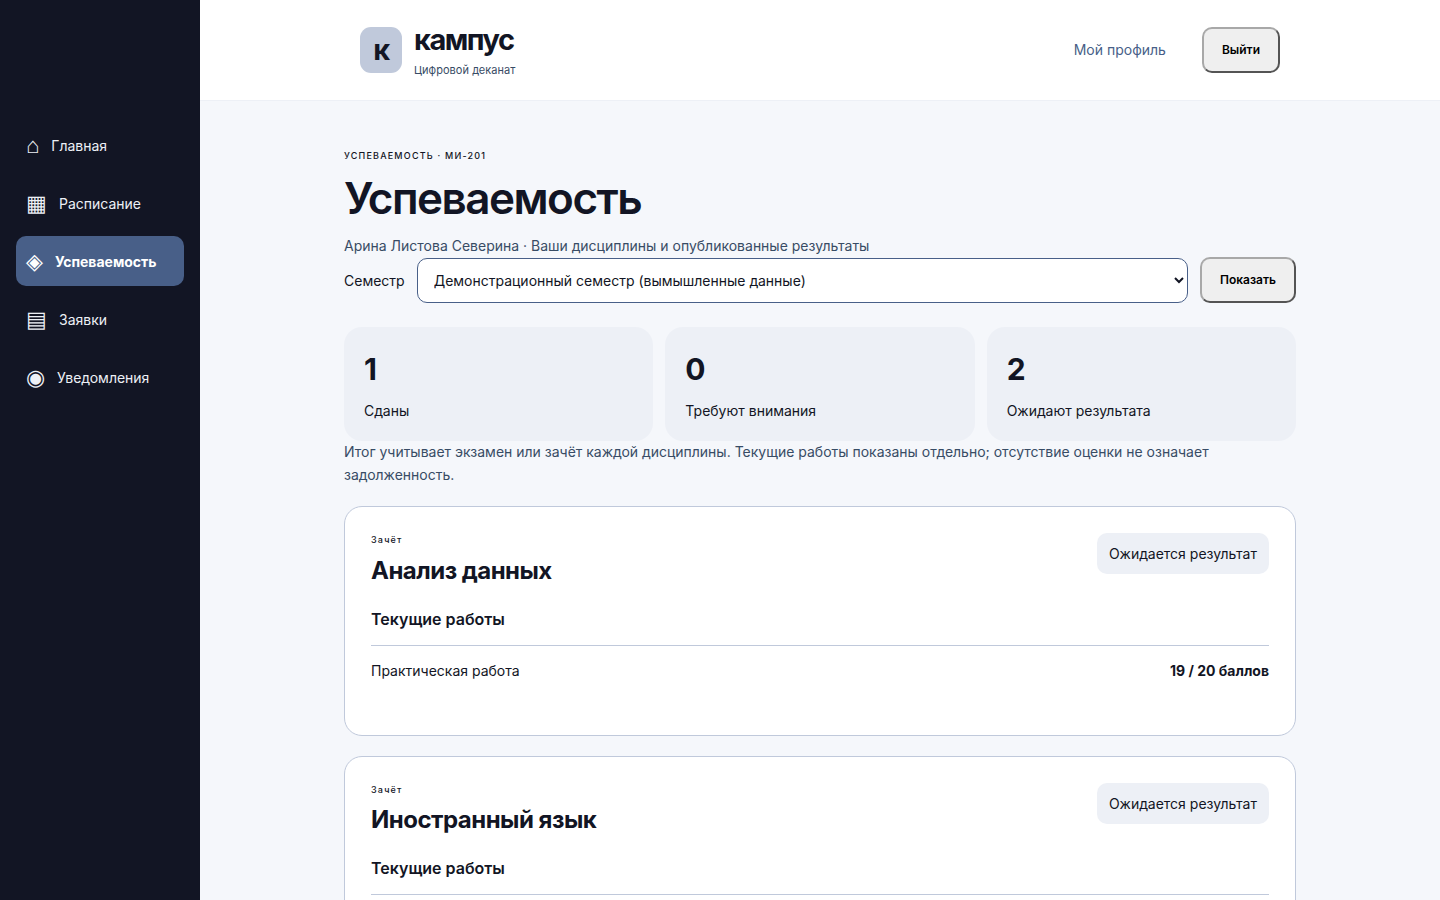 к
кампус
Цифровой деканат
Мой профиль
Выйти
Главная
Расписание
Успеваемость
Заявки
Уведомления
УСПЕВАЕМОСТЬ · МИ-201
Успеваемость
Арина Листова Северина · Ваши дисциплины и опубликованные результаты
Семестр
Демонстрационный семестр (вымышленные данные)
Показать
1
Сданы
0
Требуют внимания
2
Ожидают результата
Итог учитывает экзамен или зачёт каждой дисциплины. Текущие работы показаны отдельно; отсутствие оценки не означает
задолженность.
Зачёт
Анализ данных
Ожидается результат
Текущие работы
Практическая работа
19 / 20 баллов
Зачёт
Иностранный язык
Ожидается результат
Текущие работы